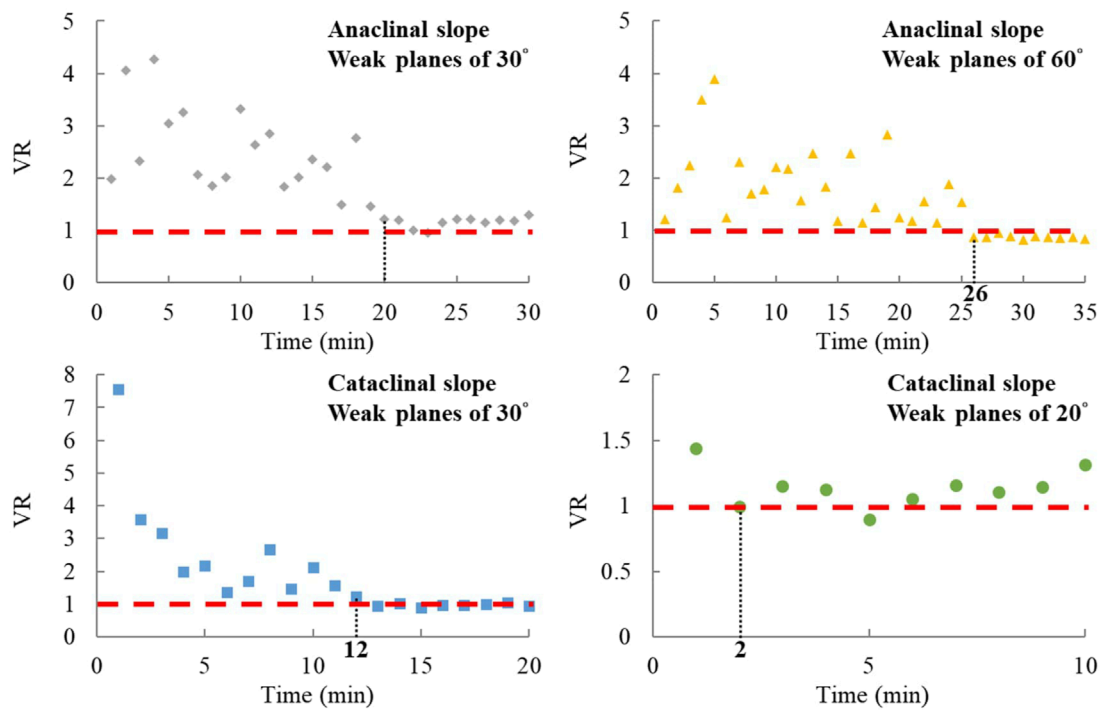 Anaclinal slope
Weak planes of 30°
VR
5
4
3
2
1
0
0 5 10 15 20 25 30
Time (min)
Anaclinal slope
Weak planes of 60°
VR
5
4
3
2
1
0
26
0 5 10 15 20 25 30 35
Time (min)
Cataclinal slope
Weak planes of 30°
VR
8
7
6
5
4
3
2
1
0
12
0 5 10 15 20
Time (min)
Cataclinal slope
Weak planes of 20°
VR
2
1.5
1
0.5
0
2
0 5 10
Time (min)